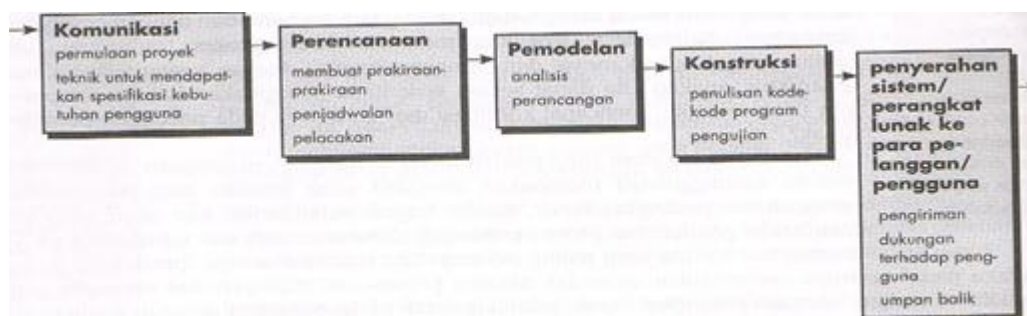 Komunikasi
permulaan proyek
teknik untuk mendapat-
kan spesifikasi kebu-
tuhan pengguna
Perencanaan
membuat prakiraan-
prakiraan
penjadwalan
pelacakan
Pemodelan
analisis
perancangan
Konstruksi
penulisan kode-
kode program
pengujian
penyerahan
sistem/
perangkat
lunak ke
para pe-
langgan/
pengguna
pengiriman
dukungan
terhadap peng-
guna
umpan balik